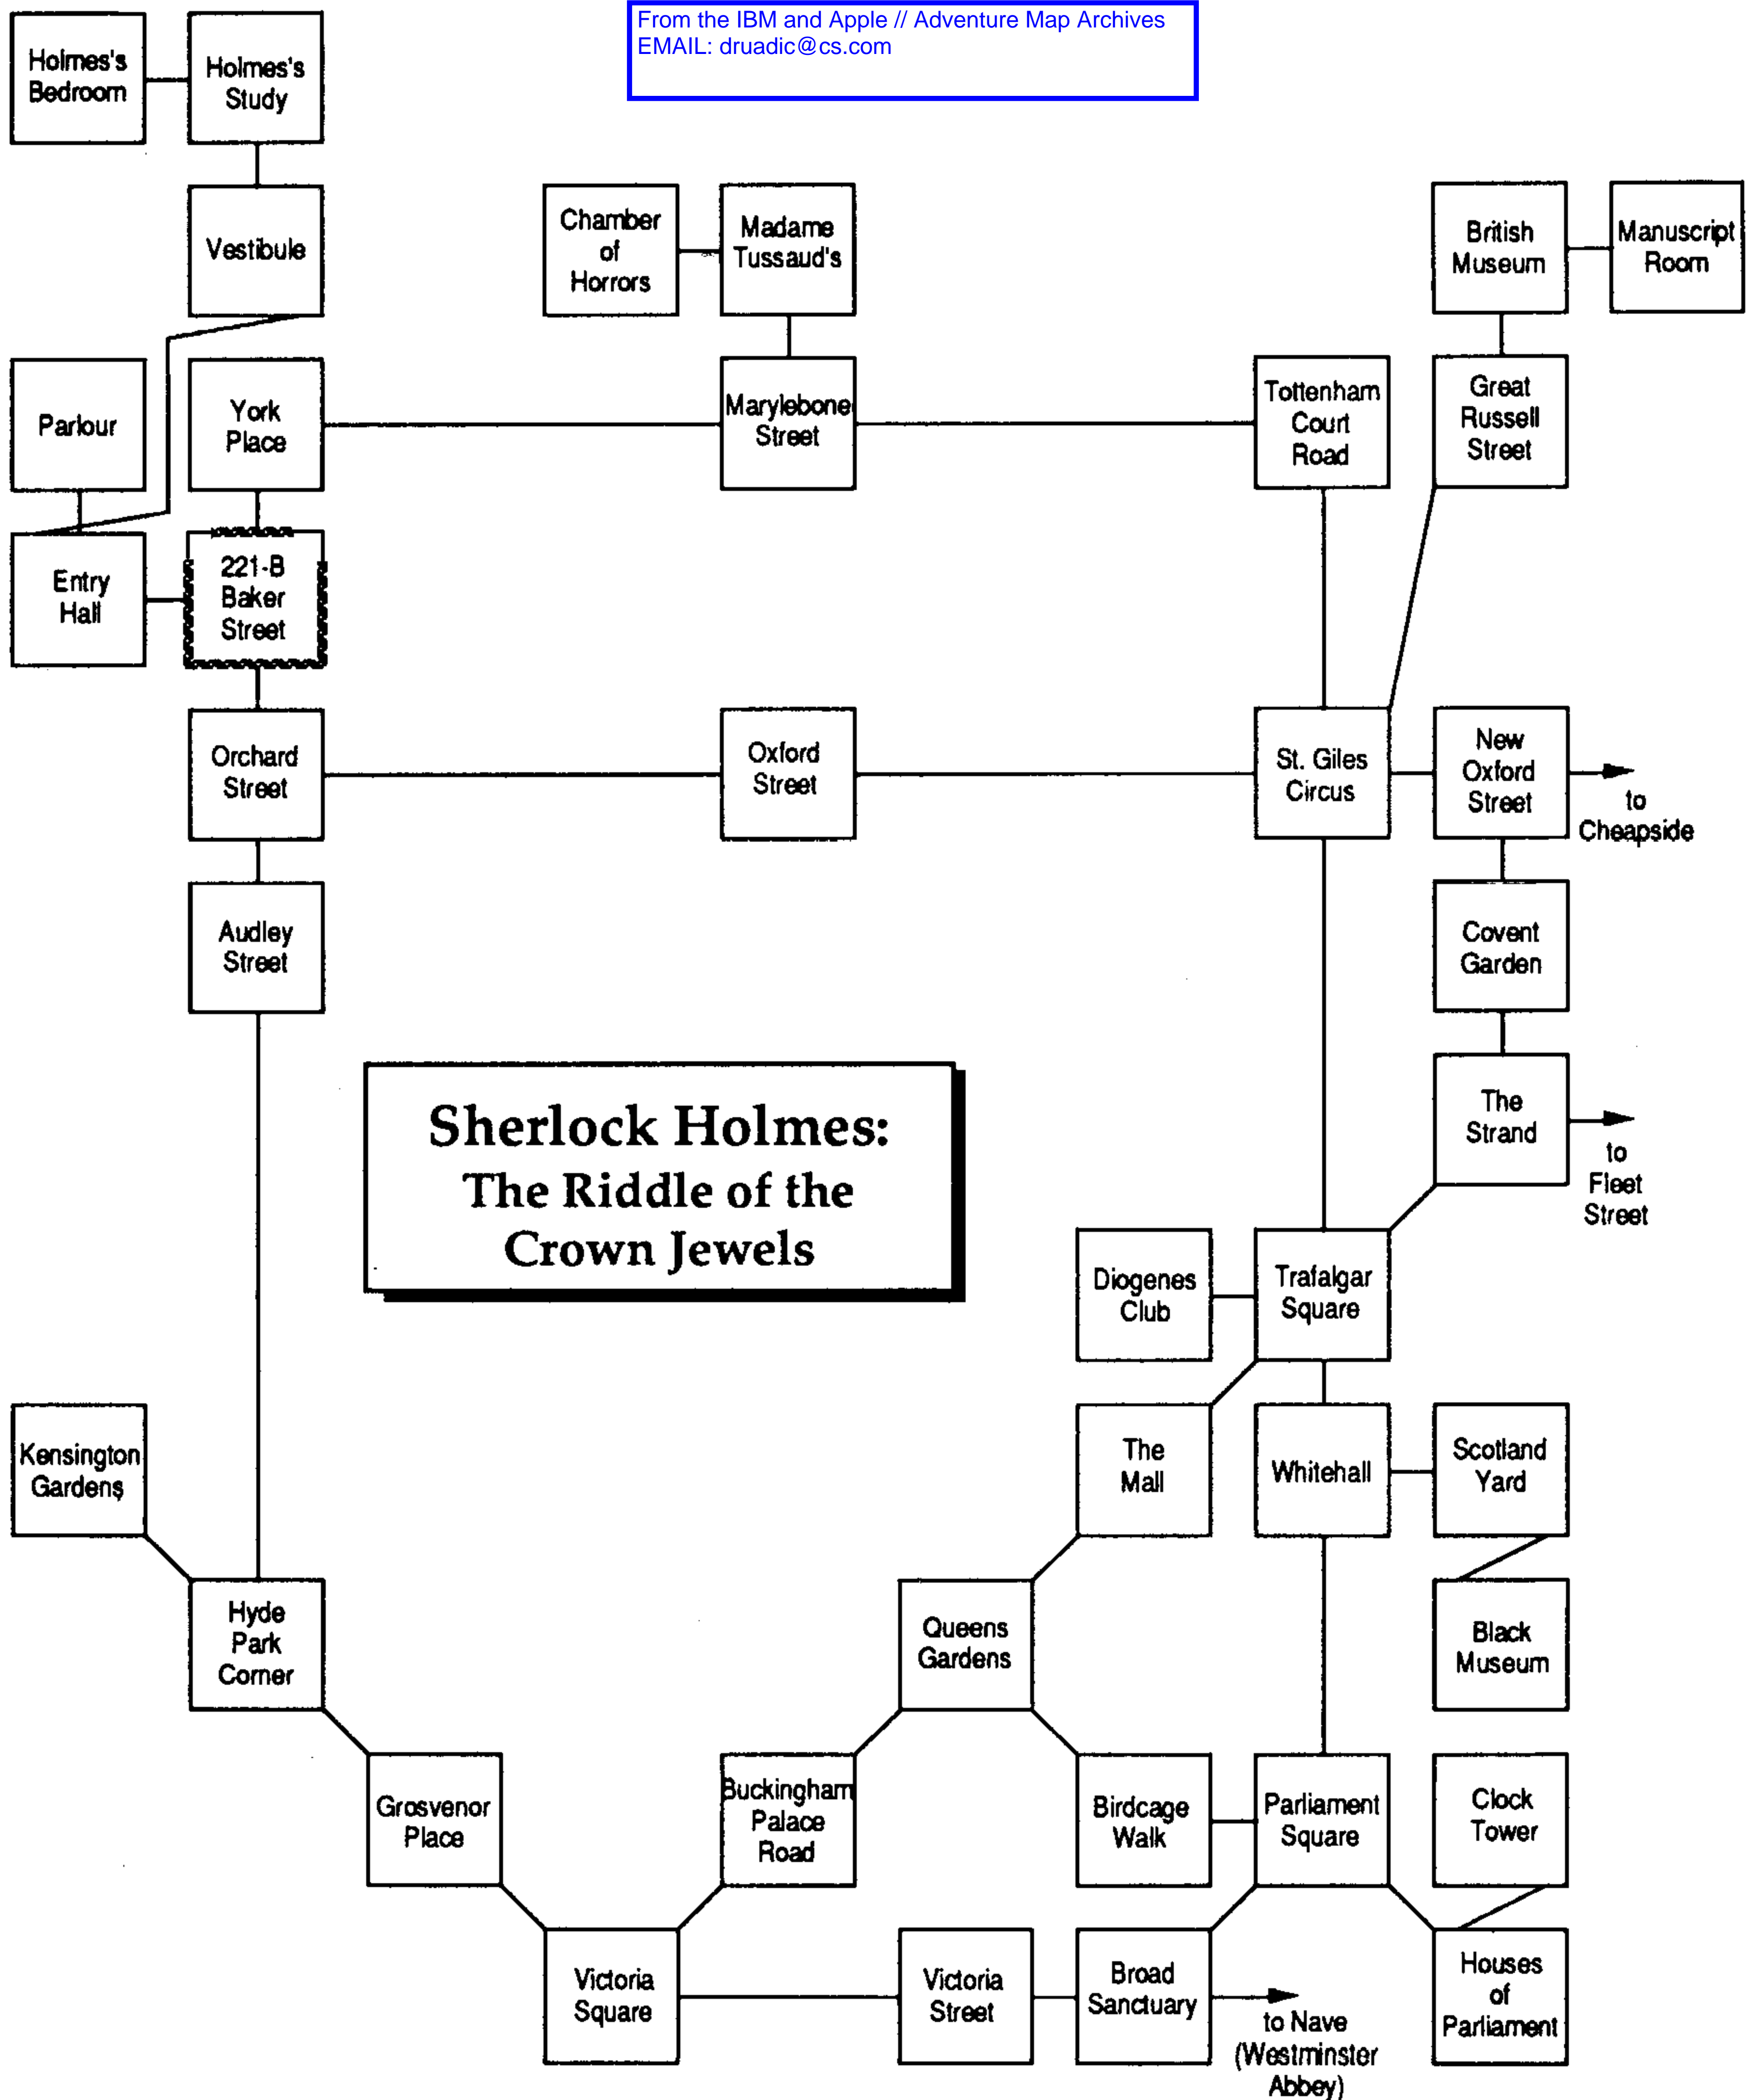 From the IBM and Apple // Adventure Map Archives
EMAIL: druadic@cs.com
Holmes's
Bedroom
Holmes's
Study
Vestibule
Chamber
of
Horrors
Madame
Tussaud's
British
Museum
Manuscript
Room
Parlour
York
Place
Marylebone
Street
Tottenham
Court
Road
Great
Russell
Street
Entry
Hall
221-B
Baker
Street
Orchard
Street
Oxford
Street
St. Giles
Circus
New
Oxford
Street
to
Cheapside
Audley
Street
Covent
Garden
Sherlock Holmes:
The Riddle of the
Crown Jewels
The
Strand
to
Fleet
Street
Diogenes
Club
Trafalgar
Square
Kensington
Gardens
The
Mall
Whitehall
Scotland
Yard
Hyde
Park
Corner
Queens
Gardens
Black
Museum
Grosvenor
Place
Buckingham
Palace
Road
Birdcage
Walk
Parliament
Square
Clock
Tower
Victoria
Square
Victoria
Street
Broad
Sanctuary
to Nave
(Westminster
Abbey)
Houses
of
Parliament